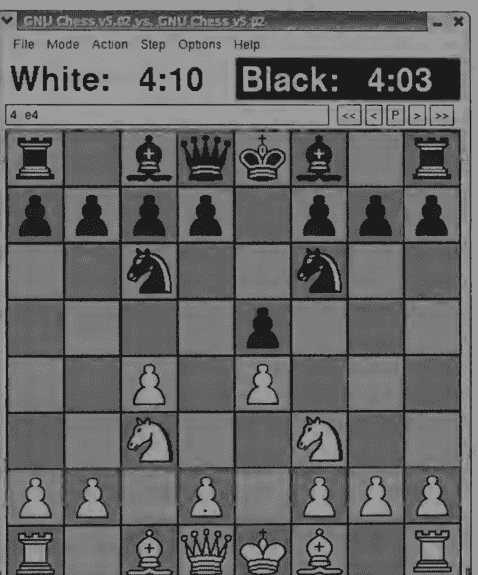 GNU Chess v5.02 vs. GNU Chess v5.02
File Mode Action Step Options Help
White: 4:10 Black: 4:03
4 e4 << < P > >>